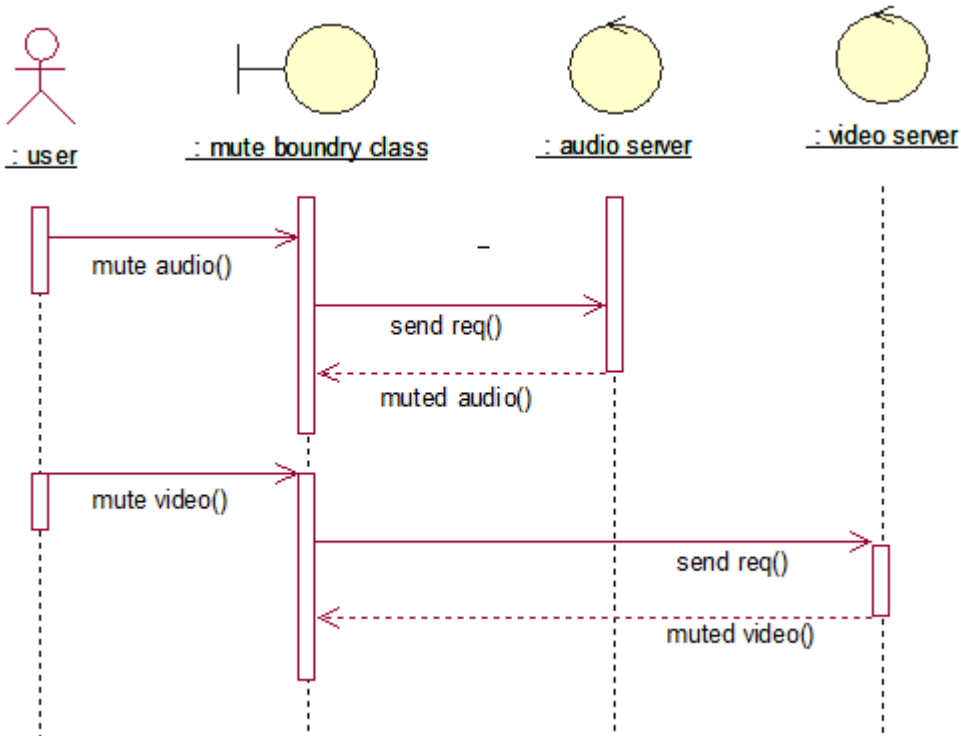 : user
: mute boundry class
: audio server
: video server
mute audio()
–
send req()
muted audio()
mute video()
send req()
muted video()